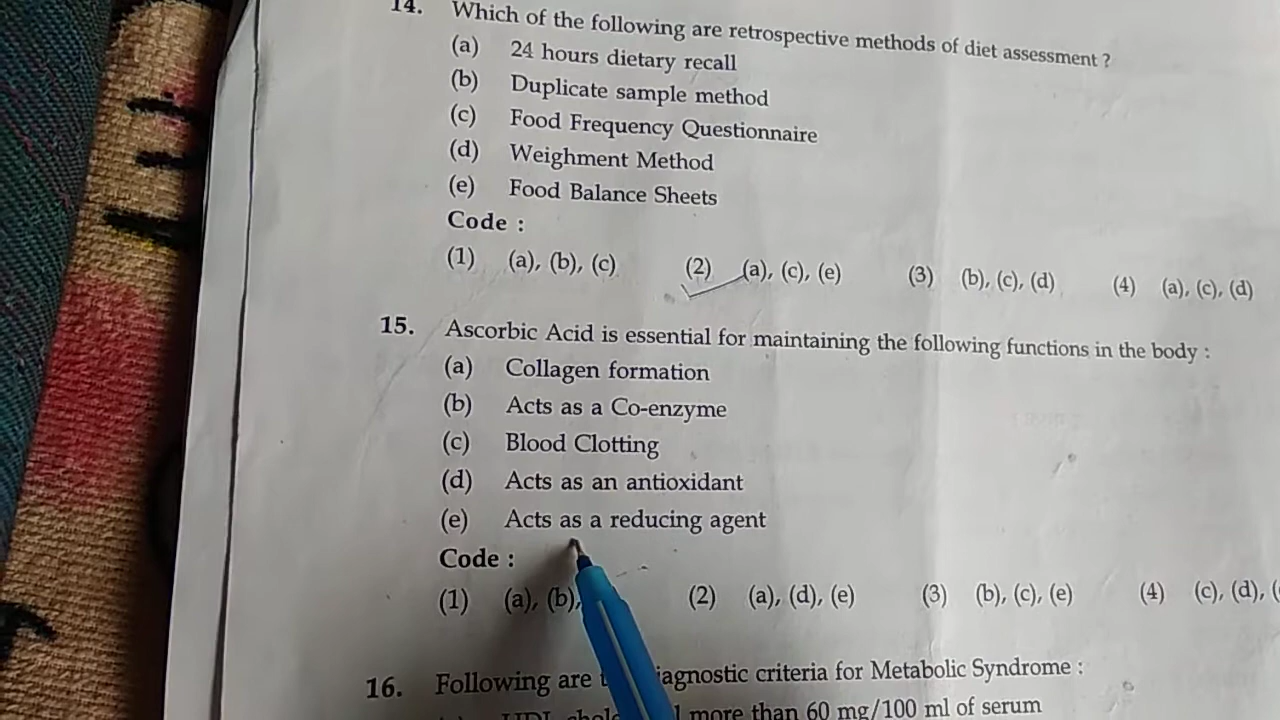 14. Which of the following are retrospective methods of diet assessment ?
(a) 24 hours dietary recall
(b) Duplicate sample method
(c) Food Frequency Questionnaire
(d) Weighment Method
(e) Food Balance Sheets
Code :
(1) (a), (b), (c) (2) (a), (c), (e) (3) (b), (c), (d) (4) (a), (c), (d)
15. Ascorbic Acid is essential for maintaining the following functions in the body :
(a) Collagen formation
(b) Acts as a Co-enzyme
(c) Blood Clotting
(d) Acts as an antioxidant
(e) Acts as a reducing agent
Code :
(1) (a), (b), (2) (a), (d), (e) (3) (b), (c), (e) (4) (c), (d),
16. Following are criteria for Metabolic Syndrome :
HDL more than 60 mg/100 ml of serum